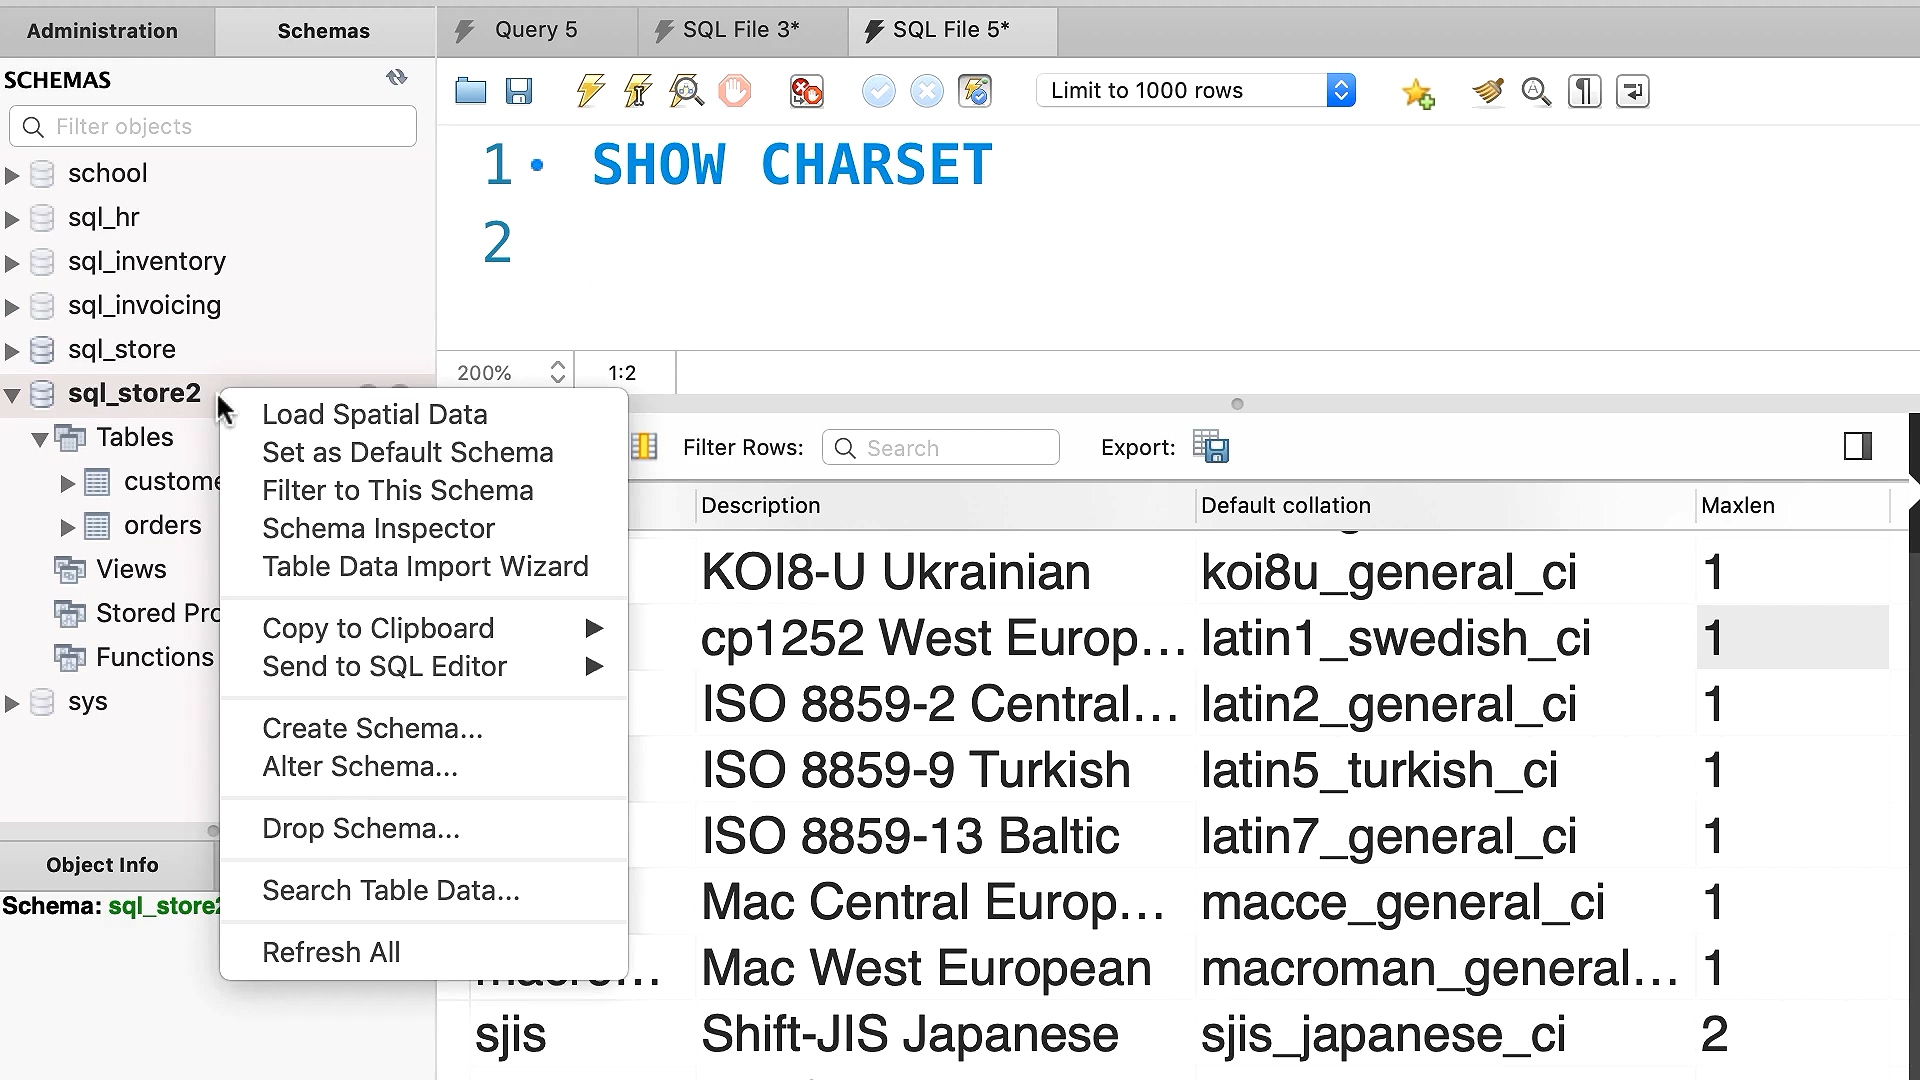 Administration
Schemas
Query 5
SQL File 3*
SQL File 5*
SCHEMAS
Filter objects
Limit to 1000 rows
school
sql_hr
sql_inventory
sql_invoicing
sql_store
sql_store2
Tables
custome
orders
Views
Stored Pro
Functions
sys
Object Info
Schema: sql_store2
1 SHOW CHARSET
2
200%
1:2
Load Spatial Data
Set as Default Schema
Filter to This Schema
Schema Inspector
Table Data Import Wizard
Copy to Clipboard
Send to SQL Editor
Create Schema...
Alter Schema...
Drop Schema...
Search Table Data...
Refresh All
Filter Rows: Search Export:
Description Default collation Maxlen
KOI8-U Ukrainian koi8u_general_ci 1
cp1252 West Europ... latin1_swedish_ci 1
ISO 8859-2 Central... latin2_general_ci 1
ISO 8859-9 Turkish latin5_turkish_ci 1
ISO 8859-13 Baltic latin7_general_ci 1
Mac Central Europ... macce_general_ci 1
Mac West European macroman_general... 1
sjis Shift-JIS Japanese sjis_japanese_ci 2